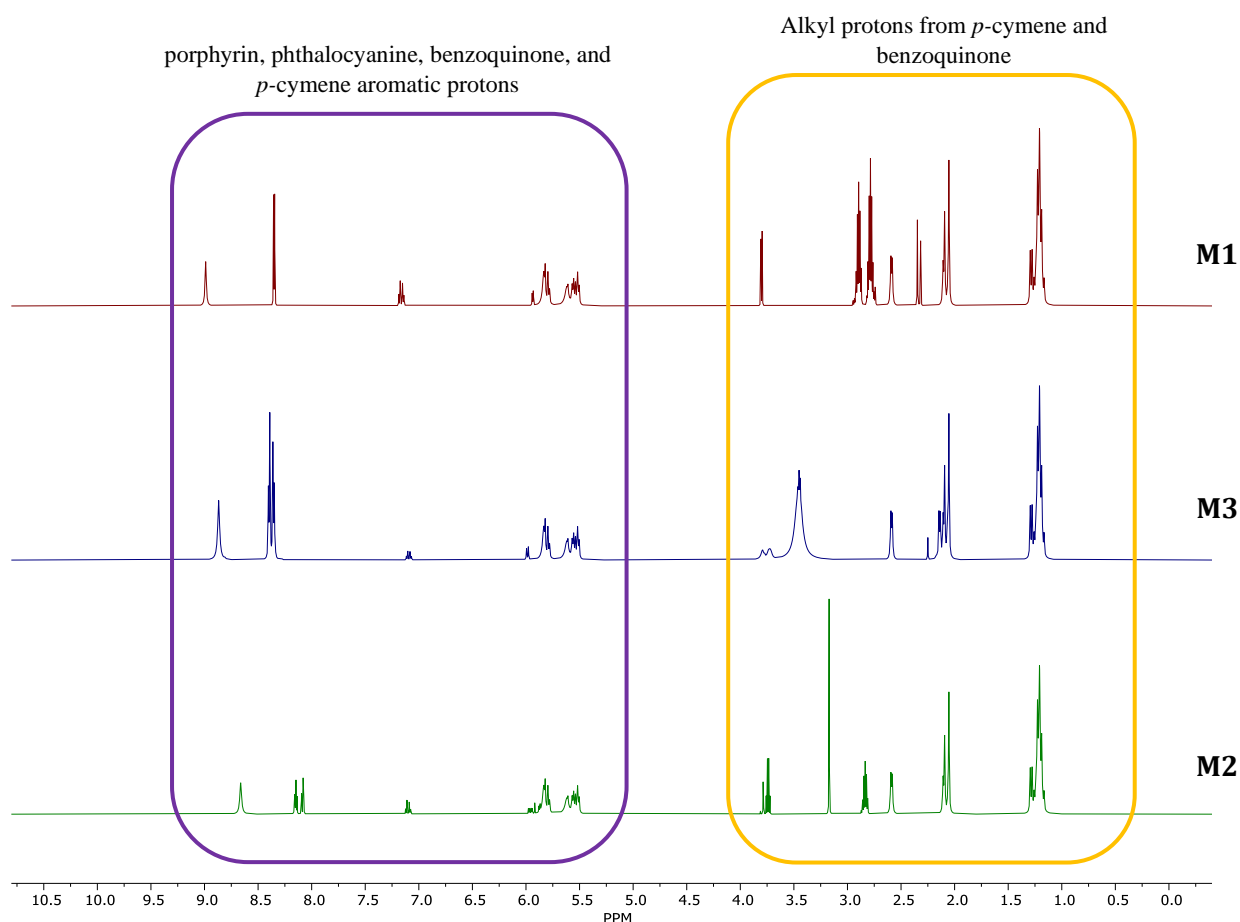 porphyrin, phthalocyanine, benzoquinone, and
p-cymene aromatic protons
Alkyl protons from p-cymene and
benzoquinone
M1
M3
M2
10.5 10.0 9.5 9.0 8.5 8.0 7.5 7.0 6.5 6.0 5.5 5.0 4.5 4.0 3.5 3.0 2.5 2.0 1.5 1.0 0.5 0.0
PPM